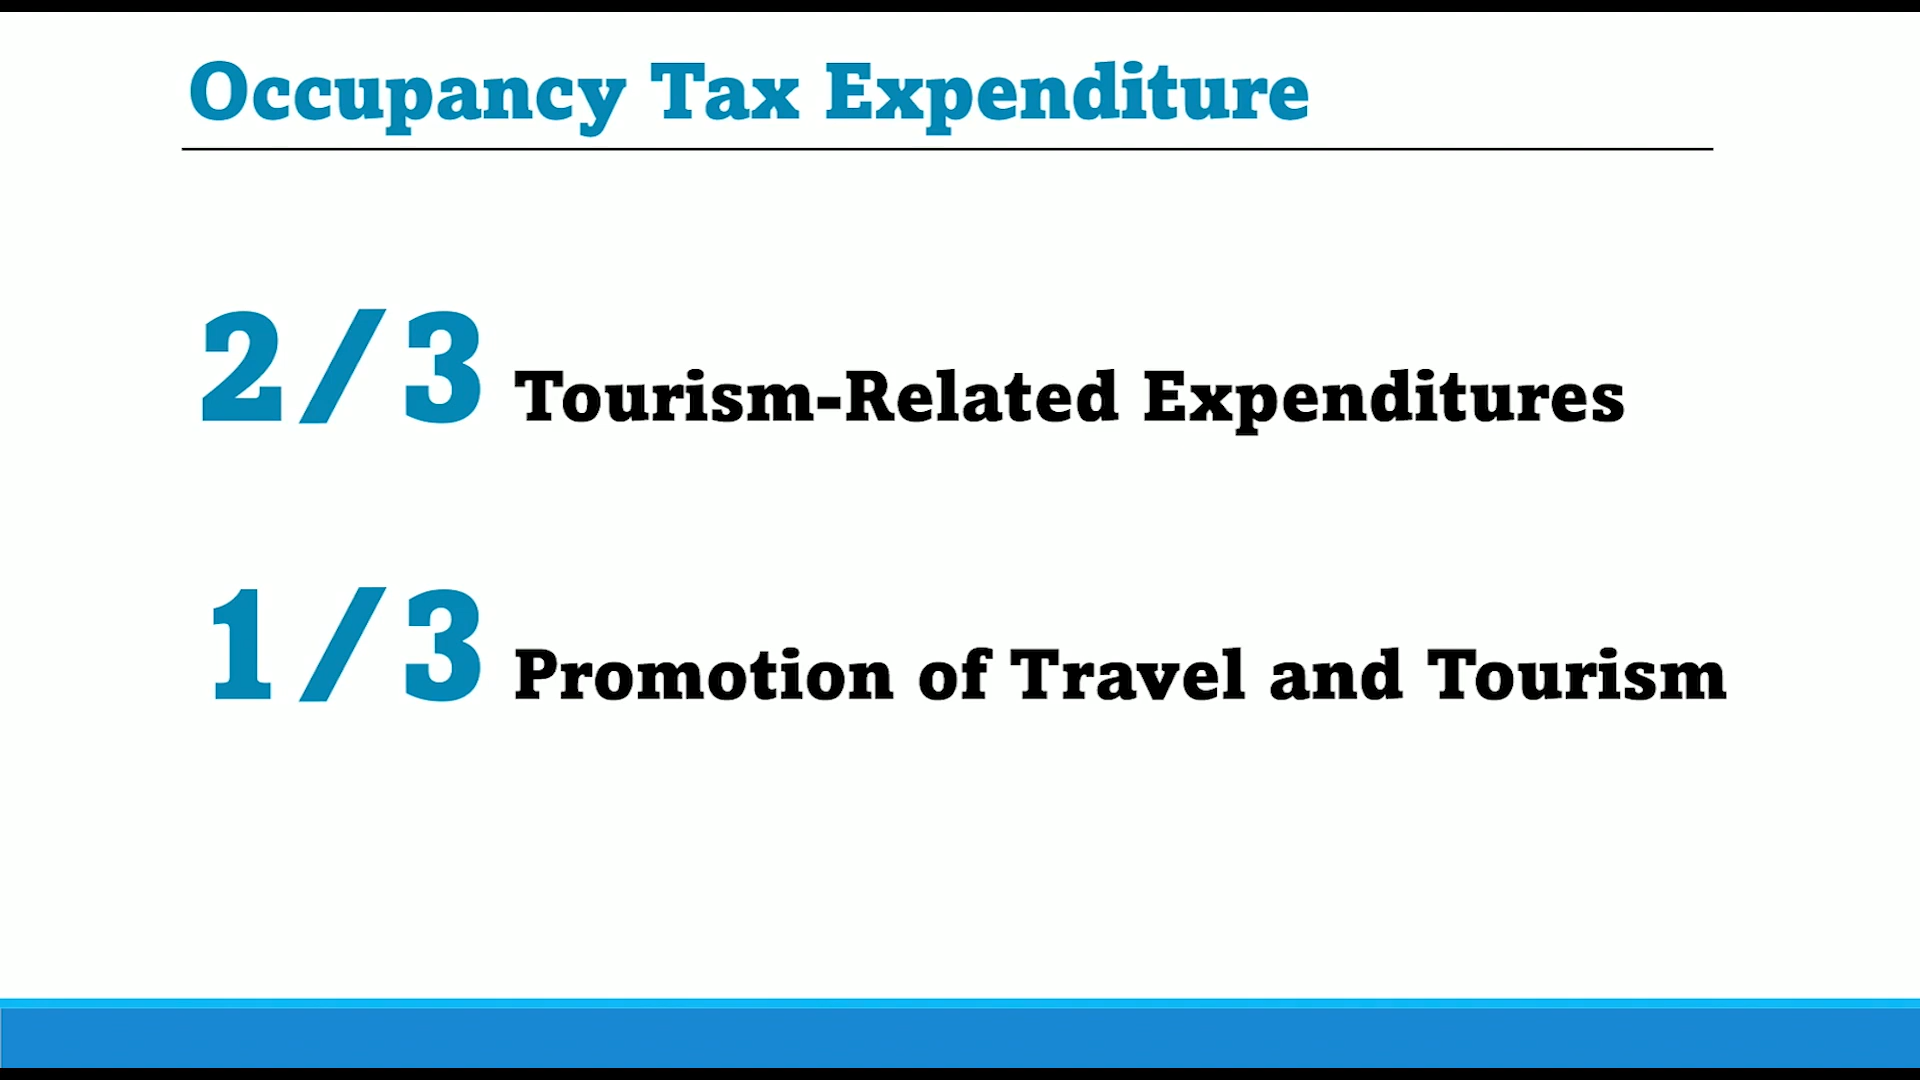 Occupancy Tax Expenditure
2/3 Tourism-Related Expenditures
1/3 Promotion of Travel and Tourism